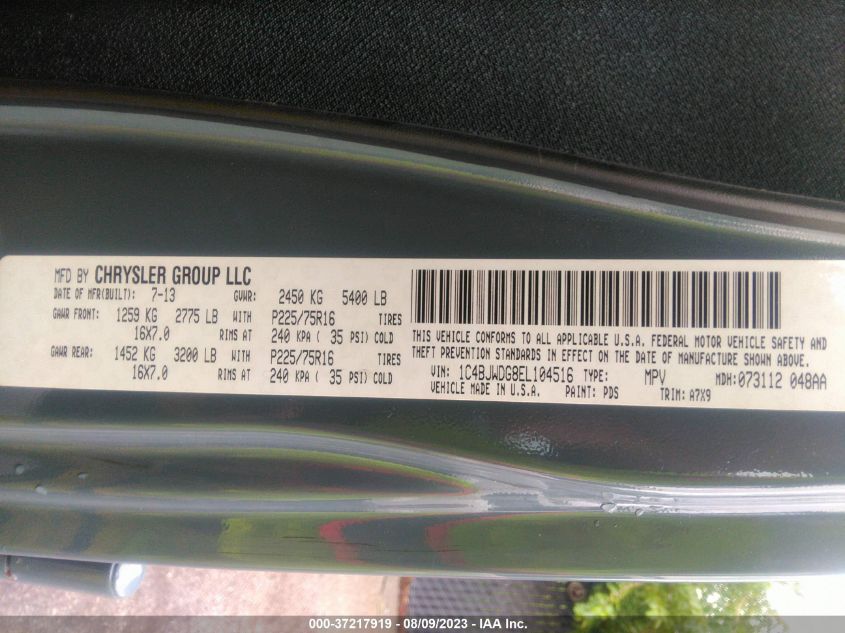 MFD BY CHRYSLER GROUP LLC
DATE OF MFR(BUILT): 7-13 GVWR: 2450 KG 5400 LB
GAWR FRONT: 1259 KG 2775 LB WITH P225/75R16 TIRES
16X7.0 RIMS AT 240 KPA ( 35 PSI) COLD
GAWR REAR: 1452 KG 3200 LB WITH P225/75R16 TIRES
16X7.0 RIMS AT 240 KPA ( 35 PSI) COLD
THIS VEHICLE CONFORMS TO ALL APPLICABLE U.S.A. FEDERAL MOTOR VEHICLE SAFETY AND
THEFT PREVENTION STANDARDS IN EFFECT ON THE DATE OF MANUFACTURE SHOWN ABOVE.
VIN: 1C4BJWDG8EL104516 TYPE: MPV MDH:073112 048AA
VEHICLE MADE IN U.S.A. PAINT: PDS TRIM: A7X9
000-37217919 - 08/09/2023 - IAA Inc.